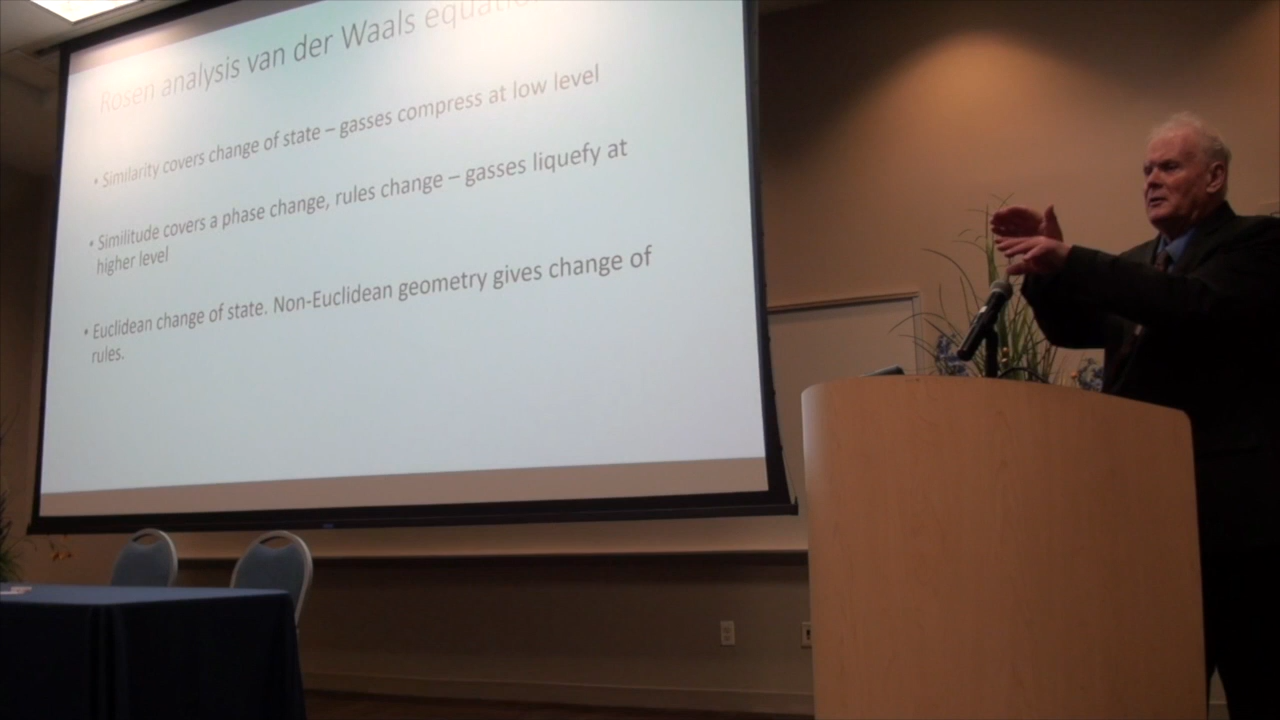 Rosen analysis van der Waals equation
• Similarity covers change of state – gasses compress at low level
• Similitude covers a phase change, rules change – gasses liquefy at
higher level
• Euclidean change of state. Non-Euclidean geometry gives change of
rules.